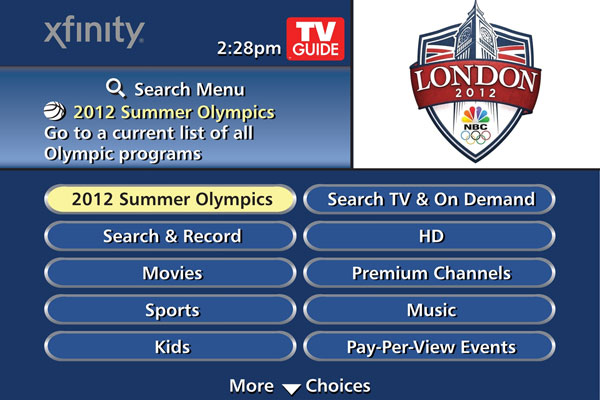 xfinity®
2:28pm
TV
GUIDE
LONDON
2012
NBC
Search Menu
2012 Summer Olympics
Go to a current list of all
Olympic programs
2012 Summer Olympics
Search TV & On Demand
Search & Record
HD
Movies
Premium Channels
Sports
Music
Kids
Pay-Per-View Events
More Choices